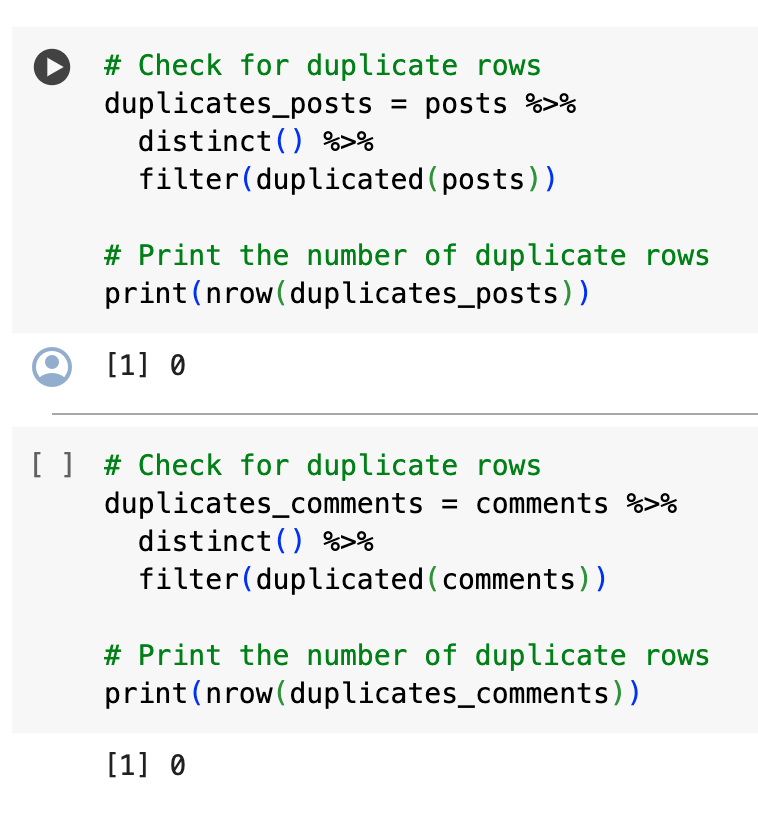 # Check for duplicate rows
duplicates_posts = posts %>%
  distinct() %>%
  filter(duplicated(posts))
# Print the number of duplicate rows
print(nrow(duplicates_posts))
[1] 0
[ ] # Check for duplicate rows
duplicates_comments = comments %>%
  distinct() %>%
  filter(duplicated(comments))
# Print the number of duplicate rows
print(nrow(duplicates_comments))
[1] 0